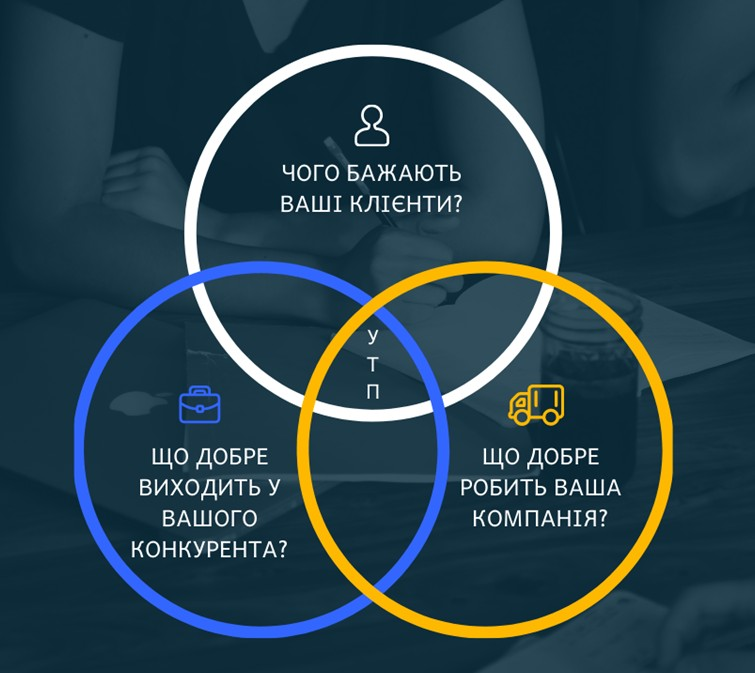 ЧОГО БАЖАЮТЬ
ВАШІ КЛІЄНТИ?
У
Т
П
ЩО ДОБРЕ
ВИХОДИТЬ У
ВАШОГО
КОНКУРЕНТА?
ЩО ДОБРЕ
РОБИТЬ ВАША
КОМПАНІЯ?